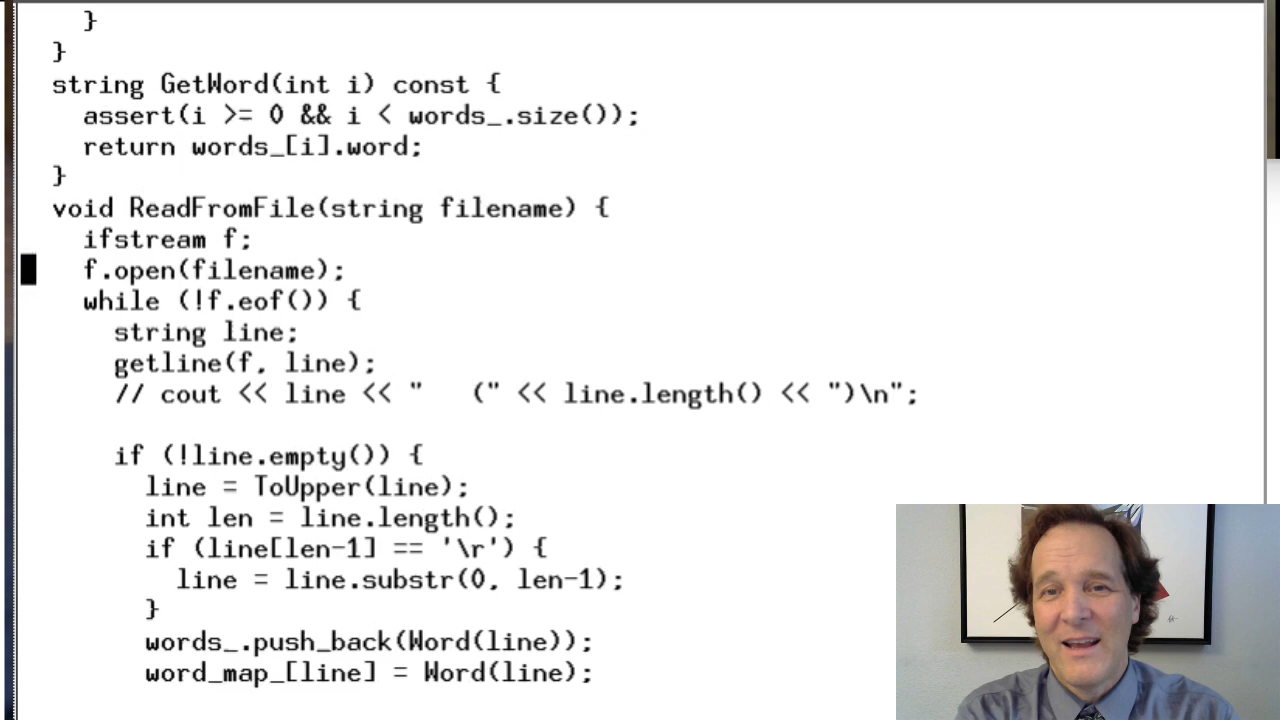 }
}
string GetWord(int i) const {
assert(i >= 0 && i < words_.size());
return words_[i].word;
}
void ReadFromFile(string filename) {
ifstream f;
f.open(filename);
while (!f.eof()) {
string line;
getline(f, line);
// cout << line << "   (" << line.length() << ")\n";
if (!line.empty()) {
line = ToUpper(line);
int len = line.length();
if (line[len-1] == '\r') {
line = line.substr(0, len-1);
}
words_.push_back(Word(line));
word_map_[line] = Word(line);